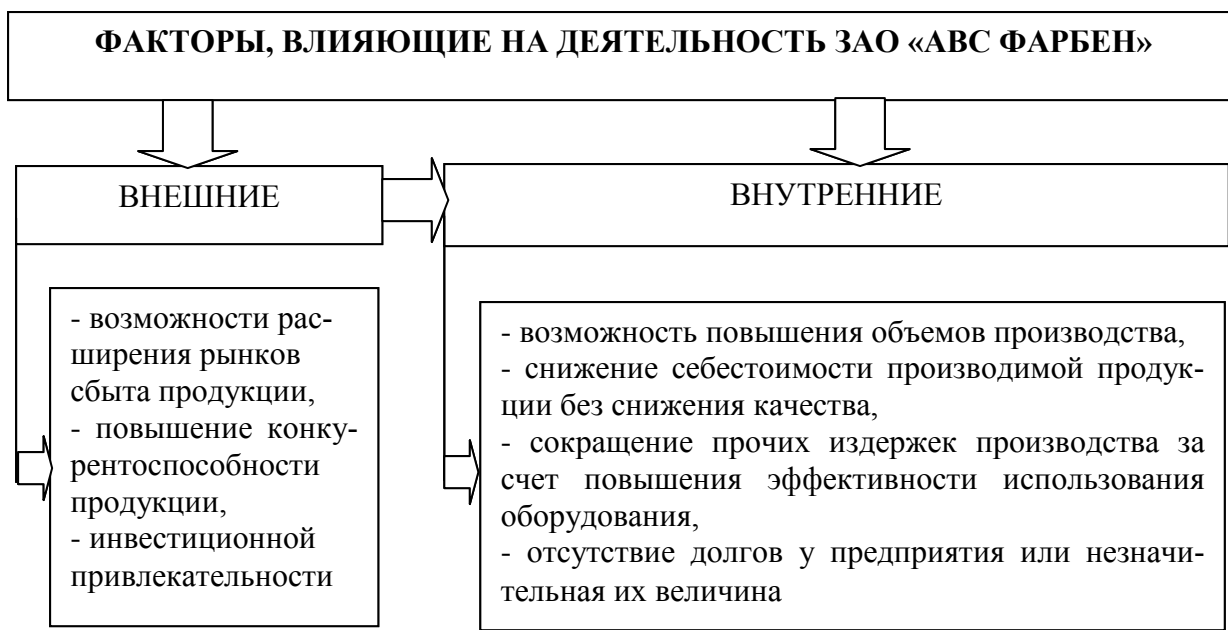 ФАКТОРЫ, ВЛИЯЮЩИЕ НА ДЕЯТЕЛЬНОСТЬ ЗАО «АВС ФАРБЕН»
ВНЕШНИЕ
ВНУТРЕННИЕ
- возможности рас-
ширения рынков
сбыта продукции,
- повышение конку-
рентоспособности
продукции,
- инвестиционной
привлекательности
- возможность повышения объемов производства,
- снижение себестоимости производимой продук-
ции без снижения качества,
- сокращение прочих издержек производства за
счет повышения эффективности использования
оборудования,
- отсутствие долгов у предприятия или незначи-
тельная их величина